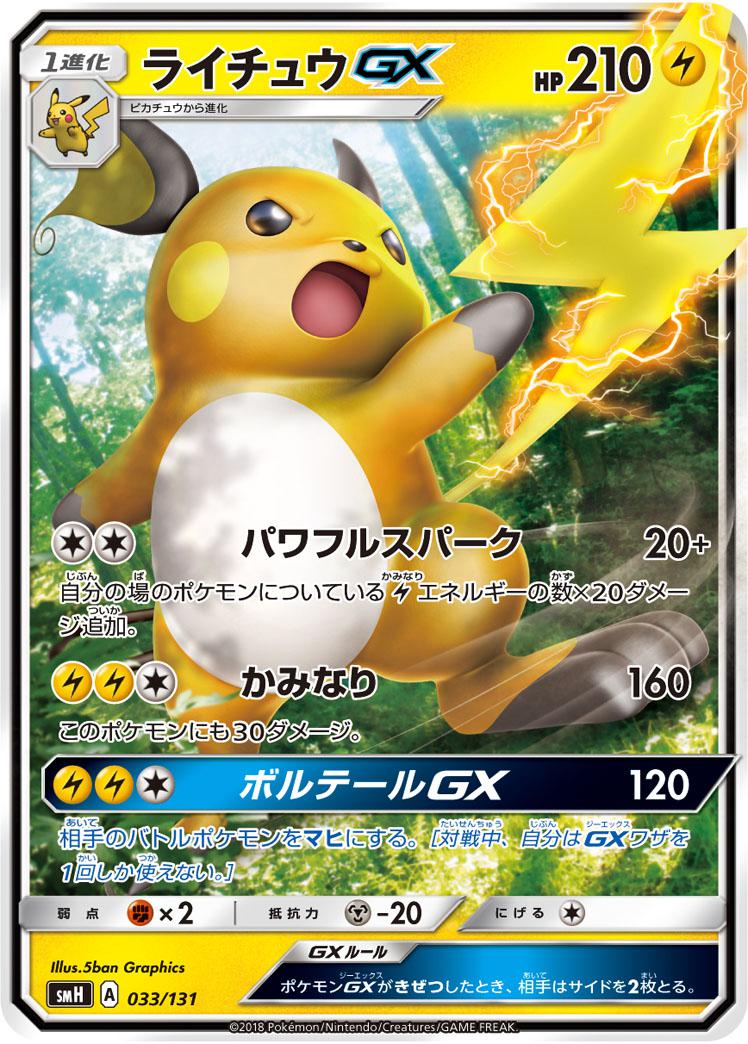 1進化
ライチュウGX
HP210
ピカチュウから進化
パワフルスパーク 20+
自分の場のポケモンについているエネルギーの数×20ダメー
ジ追加。
かみなり 160
このポケモンにも30ダメージ。
ボルテールGX 120
相手のバトルポケモンをマヒにする。[対戦中、自分はGXワザを
1回しか使えない。]
弱点 ×2 抵抗力 -20 にげる
GXルール
Illus.5ban Graphics
ポケモンGXがきぜつしたとき、相手はサイドを2枚とる。
SMH A 033/131
©2018 Pokémon/Nintendo/Creatures/GAME FREAK.